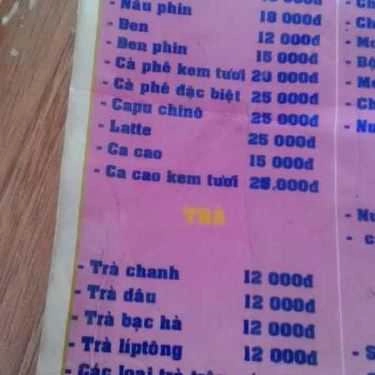 - Nâu phin 18 000đ
- Đen 12 000đ
- Đen phin 15 000đ
- Cà phê kem tươi 20 000đ
- Cà phê đặc biệt 25 000đ
- Capu chinô 25 000đ
- Latte 25 000đ
- Ca cao 15 000đ
- Ca cao kem tươi .000đ
TRÀ
- Trà chanh 12 000đ
- Trà dâu 12 000đ
- Trà bạc hà 12 000đ
- Trà líptông 12 000đ
- Các loại trà